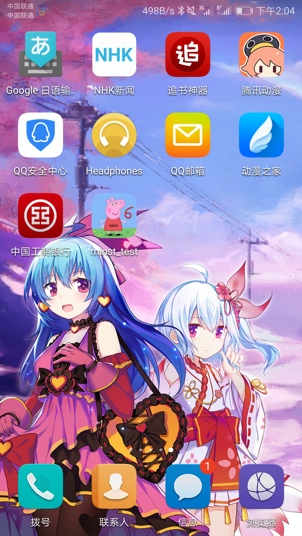 中国联通
中国联通
498B/s 下午2:04
あ
NHK
追
Google 日语输..
NHK新闻
追书神器
腾讯动漫
QQ安全中心
Headphones
QQ邮箱
动漫之家
6
中国工商银行
minst_test
1
拨号
联系人
信息
浏览器